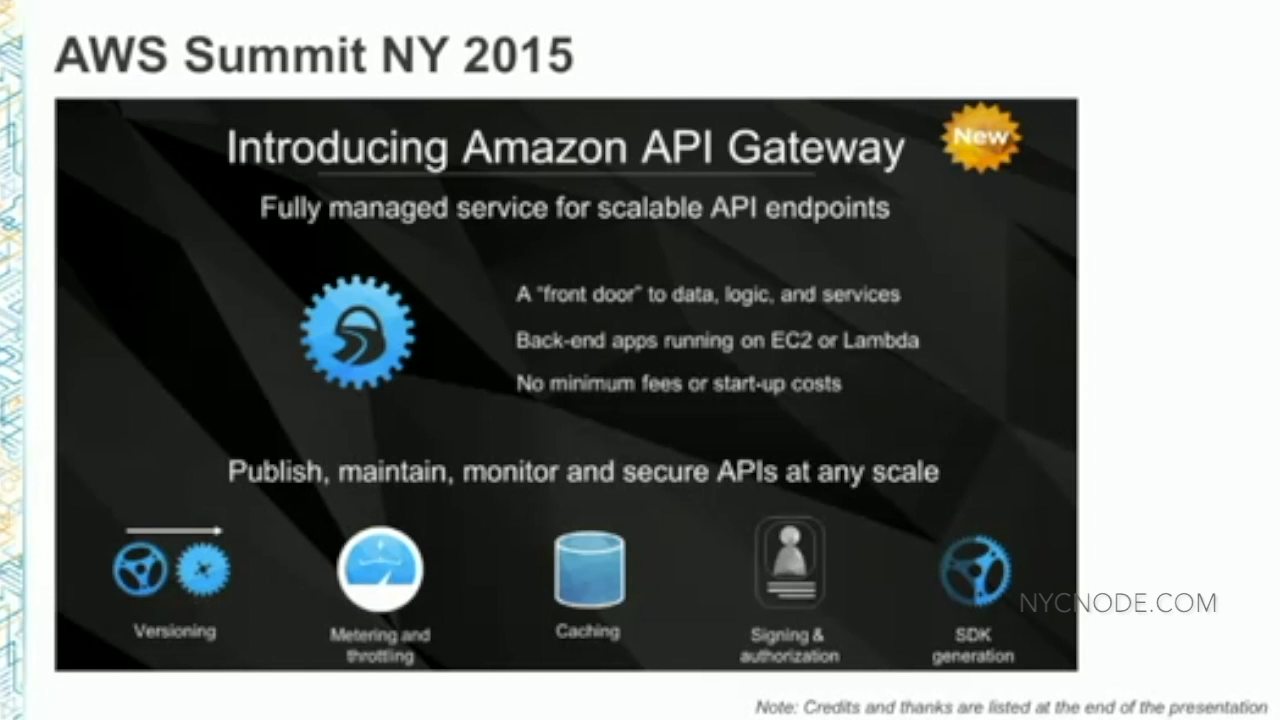 AWS Summit NY 2015
Introducing Amazon API Gateway
New
Fully managed service for scalable API endpoints
A “front door” to data, logic, and services
Back-end apps running on EC2 or Lambda
No minimum fees or start-up costs
Publish, maintain, monitor and secure APIs at any scale
Versioning
Metering and
throttling
Caching
Signing &
authorization
SDK
generation
NYCNODE.COM
Note: Credits and thanks are listed at the end of the presentation